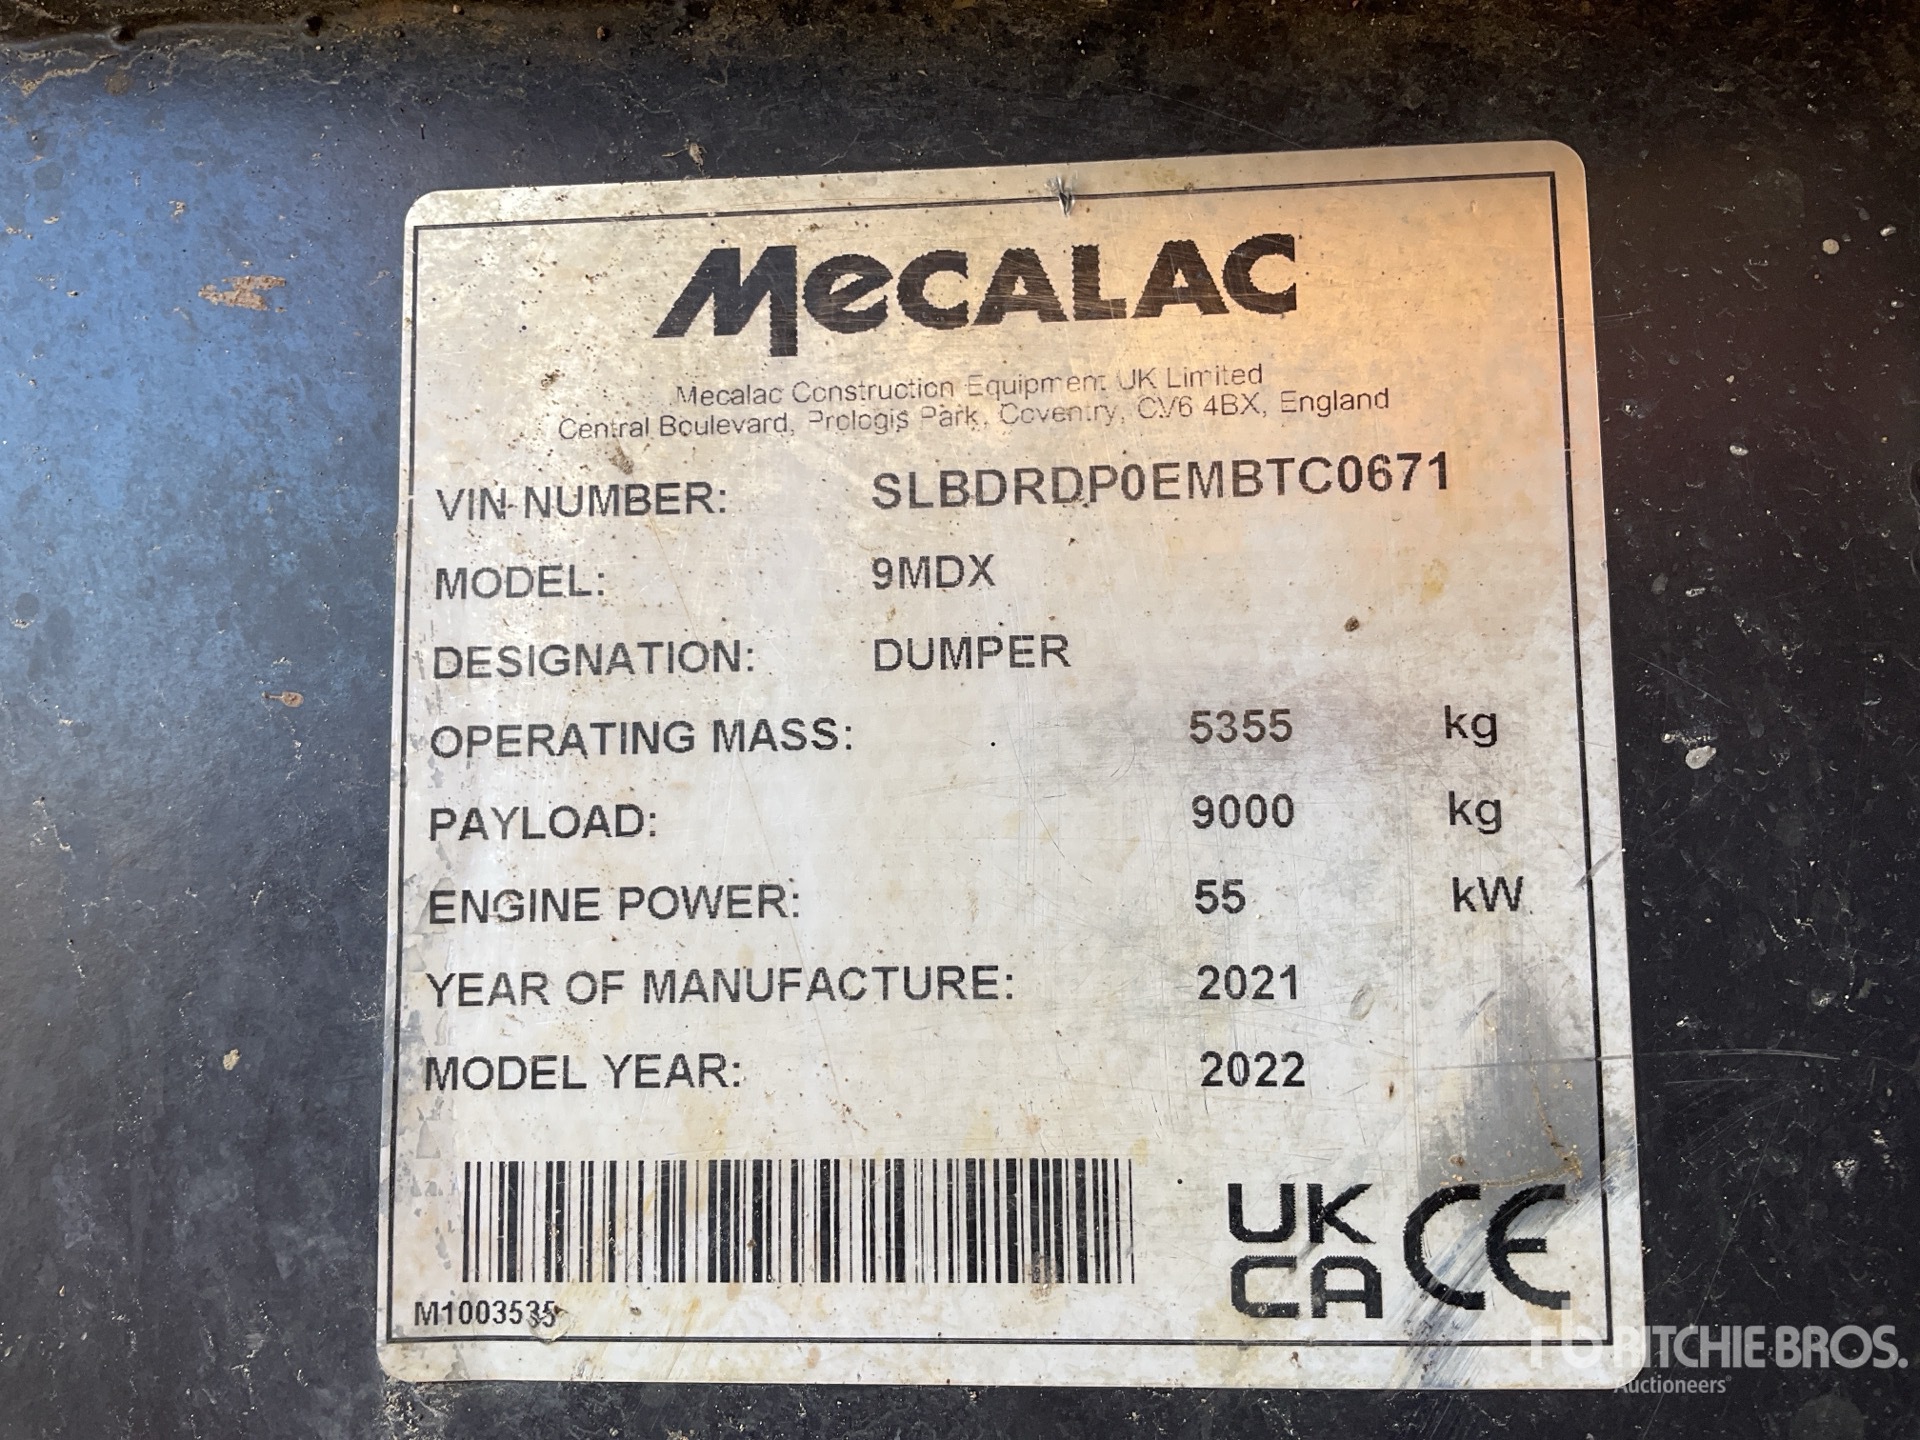 MeCALAC
Mecalac Construction Equipment UK Limited
Central Boulevard, Prologis Park, Coventry, CV6 4BX, England
VIN NUMBER: SLBDRDP0EMBTC0671
MODEL: 9MDX
DESIGNATION: DUMPER
OPERATING MASS: 5355 kg
PAYLOAD: 9000 kg
ENGINE POWER: 55 kW
YEAR OF MANUFACTURE: 2021
MODEL YEAR: 2022
UK
CA CE
M1003535
rb RITCHIE BROS.
Auctioneers